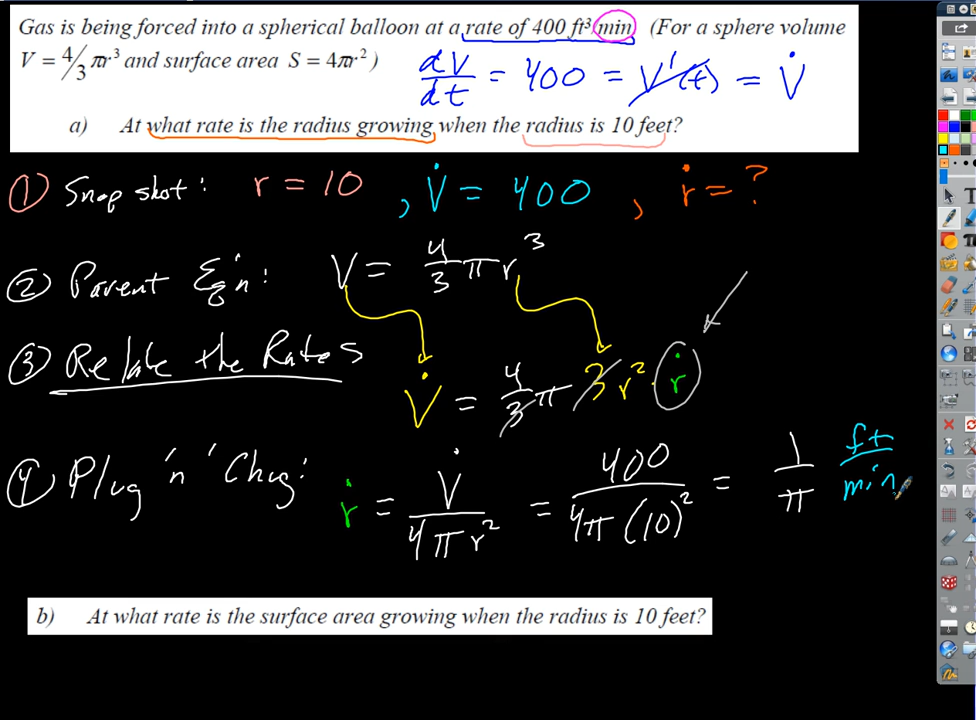 Gas is being forced into a spherical balloon at a rate of 400 ft³/min (For a sphere volume
V = 4/3 πr³ and surface area S = 4πr²)
dV/dt = 400 = V'(t) = V̇
a) At what rate is the radius growing when the radius is 10 feet?
① Snap shot: r = 10 , V̇ = 400 , ṙ = ?
② Parent Eq'n: V = 4/3 π r³
③ Relate the Rates
V̇ = 4/3 π 3 r² · ṙ
④ Plug 'n' Chug: ṙ = V̇/4πr² = 400/4π(10)² = 1/π ft/min
b) At what rate is the surface area growing when the radius is 10 feet?